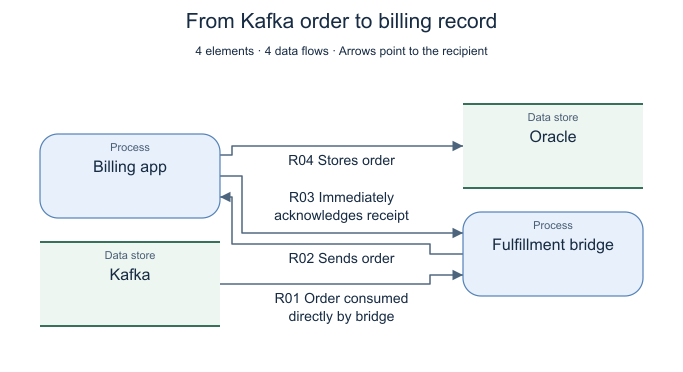 From Kafka order to billing record
4 elements · 4 data flows · Arrows point to the recipient
Data store
Oracle
Process
Billing app
R04 Stores order
R03 Immediately
acknowledges receipt
Process
Fulfillment bridge
Data store
Kafka
R02 Sends order
R01 Order consumed
directly by bridge